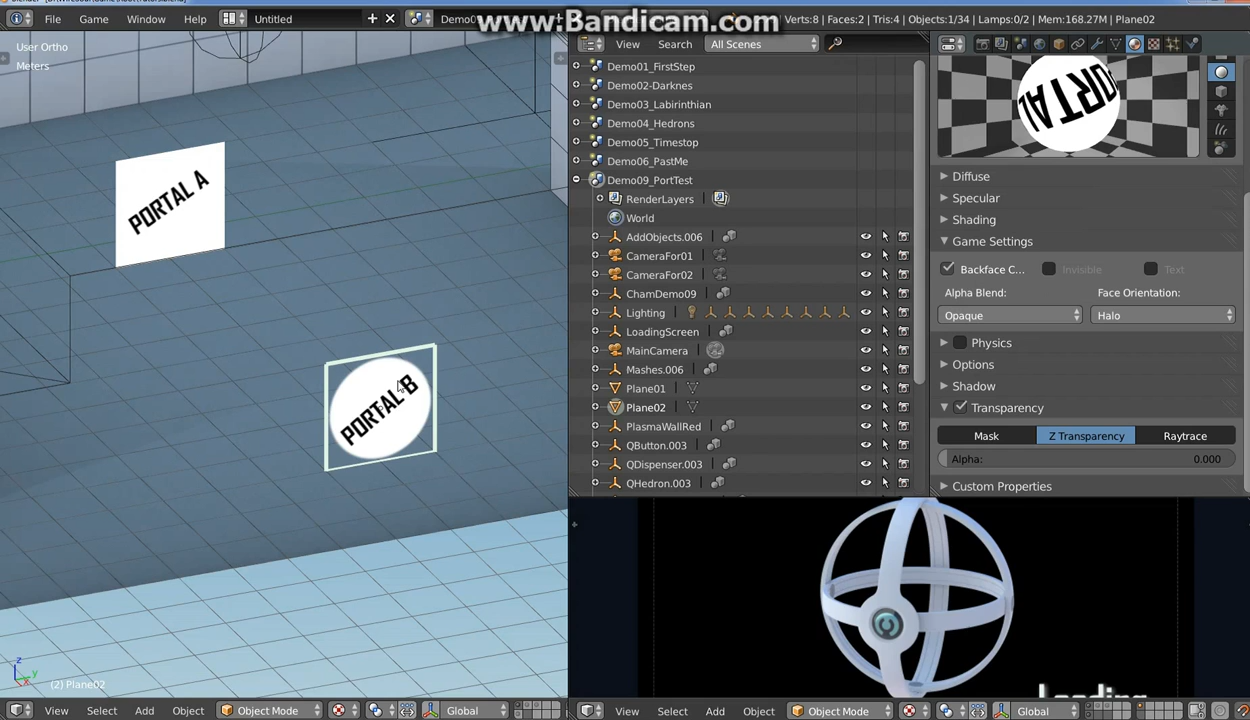 www.Bandicam.com
File
Game
Window
Help
Untitled
Verts:8 | Faces:2 | Tris:4 | Objects:1/34 | Lamps:0/2 | Mem:168.27M | Plane02
User Ortho
Meters
View
Search
All Scenes
Demo01_FirstStep
Demo02-Darknes
Demo03_Labirinthian
Demo04_Hedrons
Demo05_Timestop
Demo06_PastMe
Demo09_PortTest
RenderLayers
World
AddObjects.006
CameraFor01
CameraFor02
ChamDemo09
Lighting
LoadingScreen
MainCamera
Mashes.006
Plane01
Plane02
PlasmaWallRed
QButton.003
QDispenser.003
QHedron.003
PORTAL A
PORTAL B
PORTAL
Diffuse
Specular
Shading
Game Settings
Backface C...
Invisible
Text
Alpha Blend:
Face Orientation:
Opaque
Halo
Physics
Options
Shadow
Transparency
Mask
Z Transparency
Raytrace
Alpha:
0.000
Custom Properties
Loading
(2) Plane02
View
Select
Add
Object
Object Mode
Global
View
Select
Add
Object
Object Mode
Global